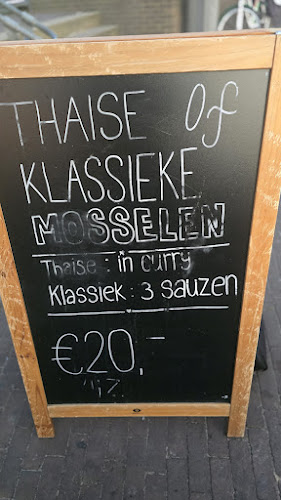 THAISE of
KLASSIEKE
MOSSELEN
Thaise : in curry
Klassiek : 3 sauzen
€20,-